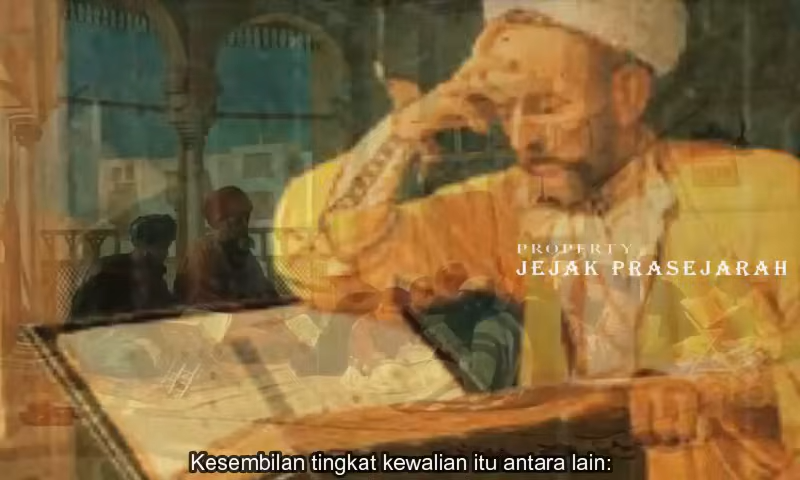 PROPERTY
JEJAK PRASEJARAH
Kesembilan tingkat kewalian itu antara lain: